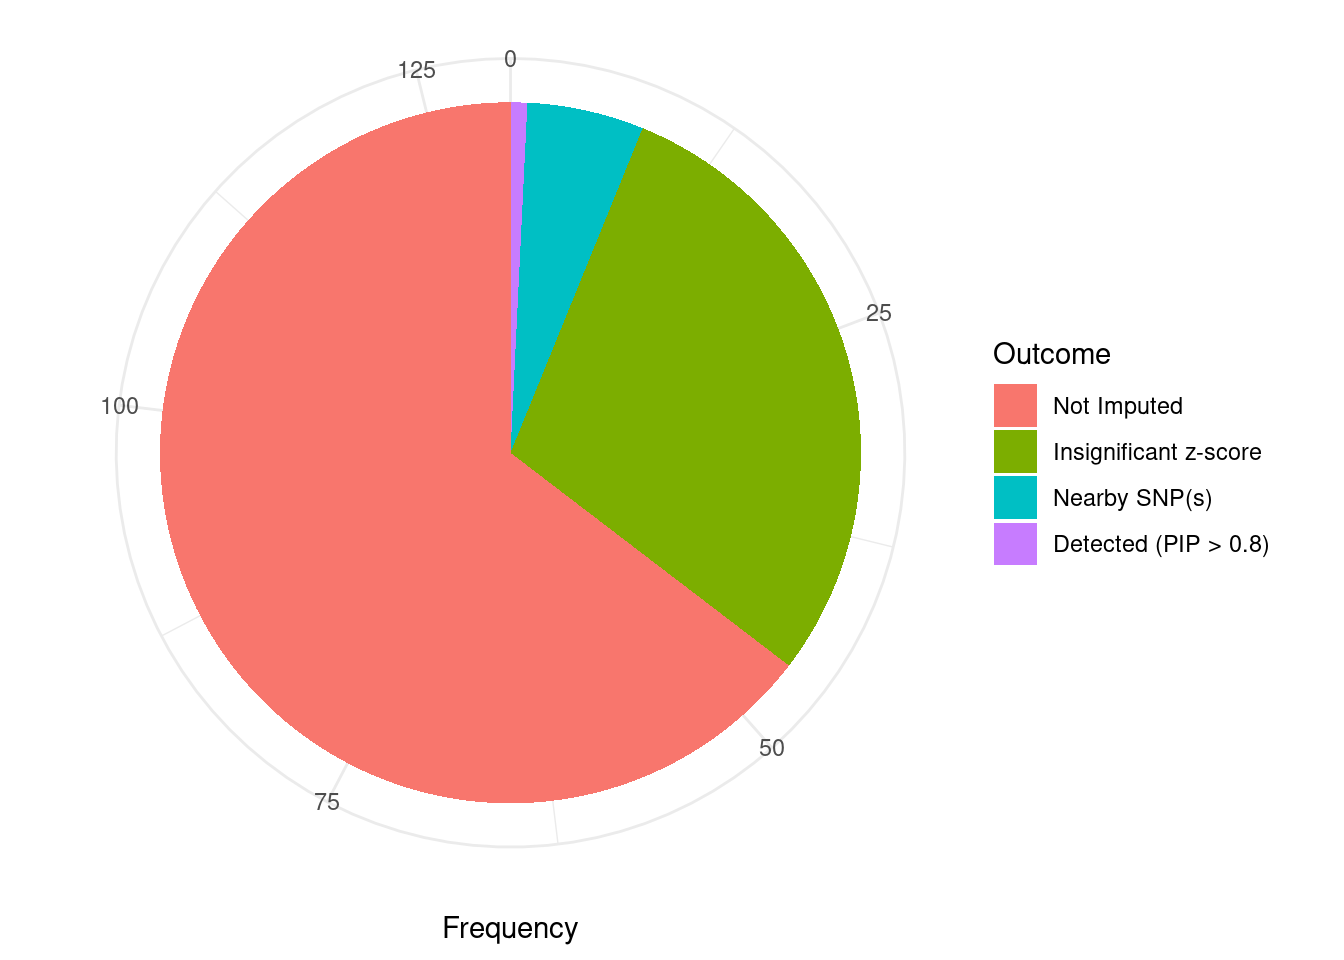 0
125
25
100
50
75
Frequency
Outcome
Not Imputed
Insignificant z-score
Nearby SNP(s)
Detected (PIP > 0.8)